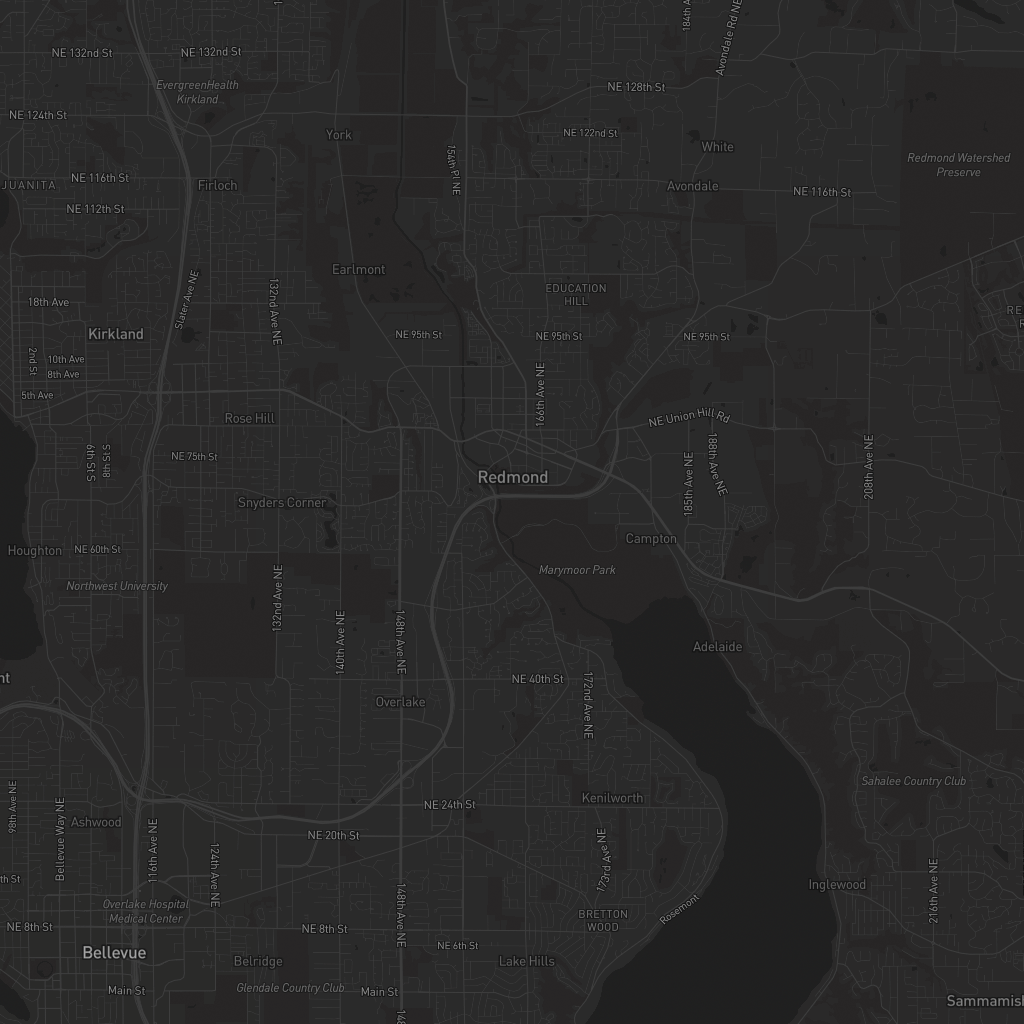 184th A
Avondale Rd NE
NE 132nd St
NE 132nd St
EvergreenHealth
Kirkland
NE 128th St
NE 124th St
York
NE 122nd St
White
154th Pl NE
Redmond Watershed
Preserve
JUANITA
NE 116th St
Firloch
Avondale
NE 116th St
NE 112th St
Earlmont
EDUCATION
HILL
Slater Ave NE
132nd Ave NE
18th Ave
RE
R
Kirkland
NE 95th St
NE 95th St
NE 95th St
2nd St
10th Ave
8th Ave
5th Ave
166th Ave NE
Rose Hill
NE Union Hill Rd
6th St S
8th St S
NE 75th St
188th Ave NE
208th Ave NE
Redmond
185th Ave NE
Snyders Corner
Campton
Houghton
NE 60th St
Marymoor Park
Northwest University
132nd Ave NE
140th Ave NE
148th Ave NE
Adelaide
nt
NE 40th St
172nd Ave NE
Overlake
Sahalee Country Club
98th Ave NE
Bellevue Way NE
Ashwood
116th Ave NE
NE 24th St
Kenilworth
NE 20th St
124th Ave NE
173rd Ave NE
th St
Inglewood
216th Ave NE
Overlake Hospital
Medical Center
148th Ave NE
Rosemont
BRETTON
WOOD
NE 8th St
NE 8th St
NE 6th St
Bellevue
Belridge
Lake Hills
Main St
Glendale Country Club
Main St
Sammamish
148